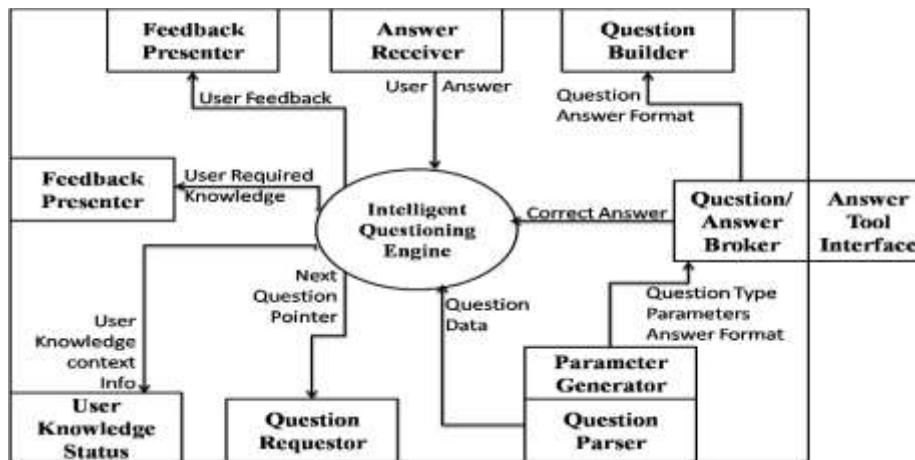 Feedback
Presenter
Answer
Receiver
Question
Builder
User Feedback
User Answer
Question
Answer Format
Feedback
Presenter
User Required
Knowledge
Intelligent
Questioning
Engine
Correct Answer
Question/
Answer
Broker
Answer
Tool
Interface
Next
Question
Pointer
Question
Data
Question Type
Parameters
Answer Format
User
Knowledge
context
Info
Parameter
Generator
User
Knowledge
Status
Question
Requestor
Question
Parser